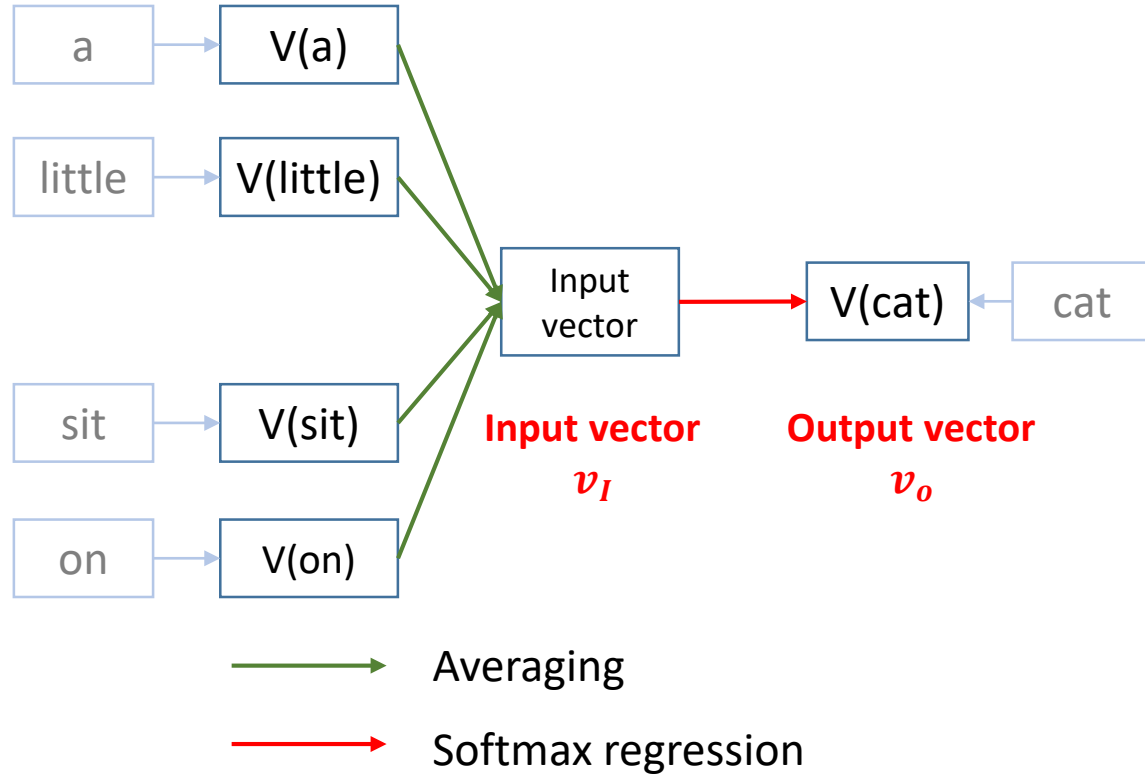 a
V(a)
little
V(little)
Input
vector
V(cat)
cat
sit
V(sit)
Input vector
v_I
Output vector
v_o
on
V(on)
Averaging
Softmax regression